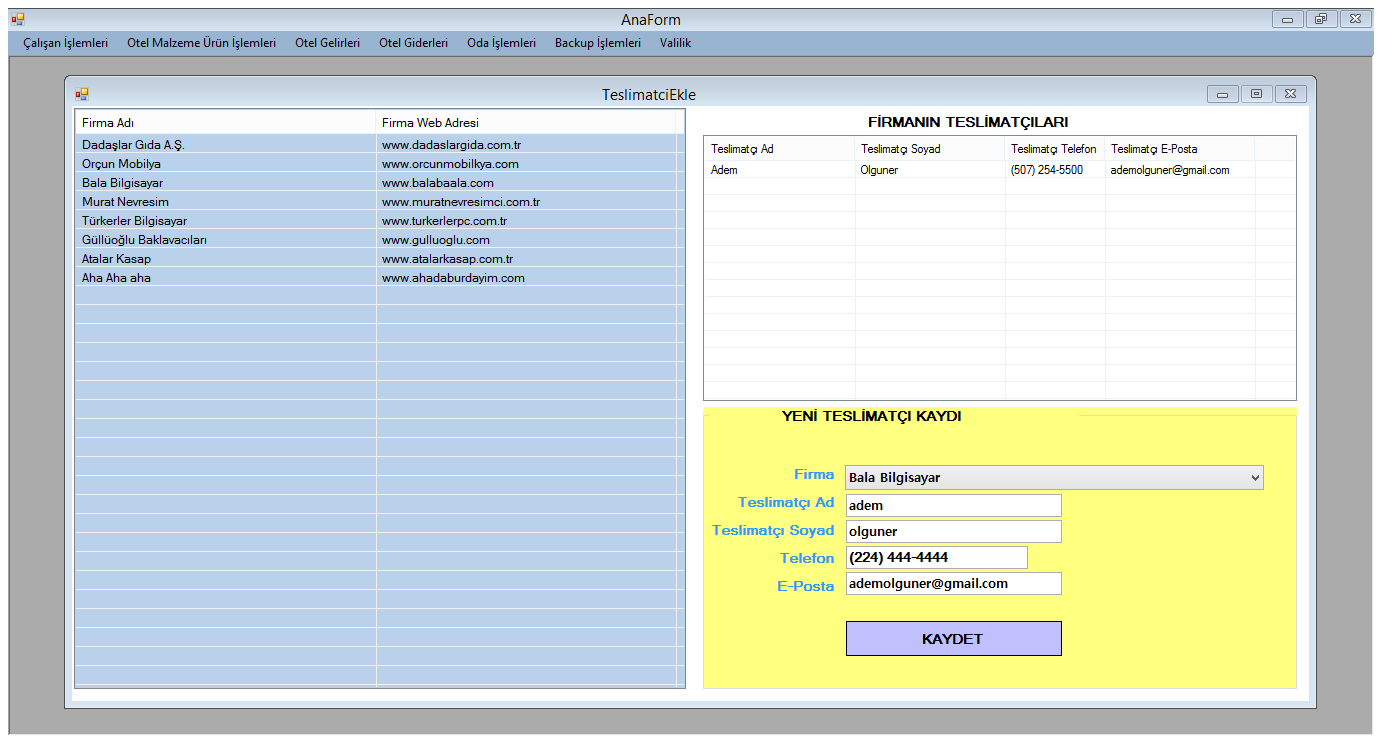 AnaForm
Çalışan İşlemleri Otel Malzeme Ürün İşlemleri Otel Gelirleri Otel Giderleri Oda İşlemleri Backup İşlemleri Valilik
TeslimatciEkle
Firma Adı Firma Web Adresi
Dadaşlar Gıda A.Ş. www.dadaslargida.com.tr
Orçun Mobilya www.orcunmobilkya.com
Bala Bilgisayar www.balabaala.com
Murat Nevresim www.muratnevresimci.com.tr
Türkerler Bilgisayar www.turkerlerpc.com.tr
Güllüoğlu Baklavacıları www.gulluoglu.com
Atalar Kasap www.atalarkasap.com.tr
Aha Aha aha www.ahadaburdayim.com
FİRMANIN TESLİMATÇILARI
Teslimatçı Ad Teslimatçı Soyad Teslimatçı Telefon Teslimatçı E-Posta
Adem Olguner (507) 254-5500 ademolguner@gmail.com
YENİ TESLİMATÇI KAYDI
Firma Bala Bilgisayar
Teslimatçı Ad adem
Teslimatçı Soyad olguner
Telefon (224) 444-4444
E-Posta ademolguner@gmail.com
KAYDET